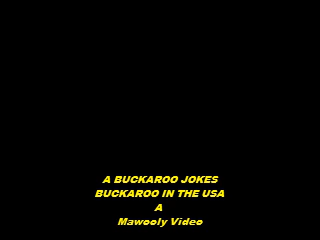 A BUCKAROO JOKES
BUCKAROO IN THE USA
A
Mawooly Video